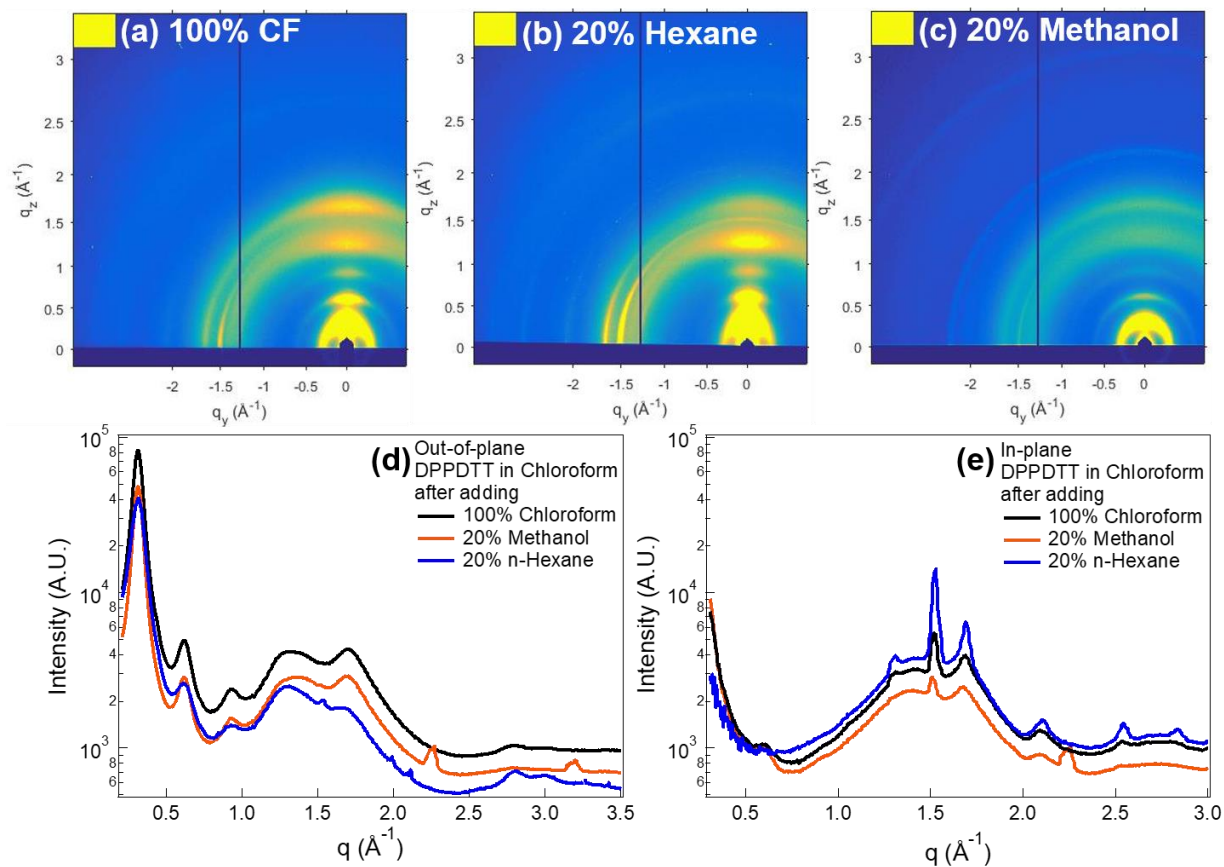 (a) 100% CF
(b) 20% Hexane
(c) 20% Methanol
3
2.5
2
1.5
1
0.5
0
q_z (Å⁻¹)
-2
-1.5
-1
-0.5
0
q_y (Å⁻¹)
3
2.5
2
1.5
1
0.5
0
q_z (Å⁻¹)
-2
-1.5
-1
-0.5
0
q_y (Å⁻¹)
3
2.5
2
1.5
1
0.5
0
q_z (Å⁻¹)
-2
-1.5
-1
-0.5
0
q_y (Å⁻¹)
(d)
Out-of-plane
DPPDTT in Chloroform
after adding
100% Chloroform
20% Methanol
20% n-Hexane
Intensity (A.U.)
10⁵
8
6
4
2
10⁴
8
6
4
2
10³
8
6
0.5
1.0
1.5
2.0
2.5
3.0
3.5
q (Å⁻¹)
(e)
In-plane
DPPDTT in Chloroform
after adding
100% Chloroform
20% Methanol
20% n-Hexane
Intensity (A.U.)
10⁵
8
6
4
2
10⁴
8
6
4
2
10³
8
6
0.5
1.0
1.5
2.0
2.5
3.0
q (Å⁻¹)